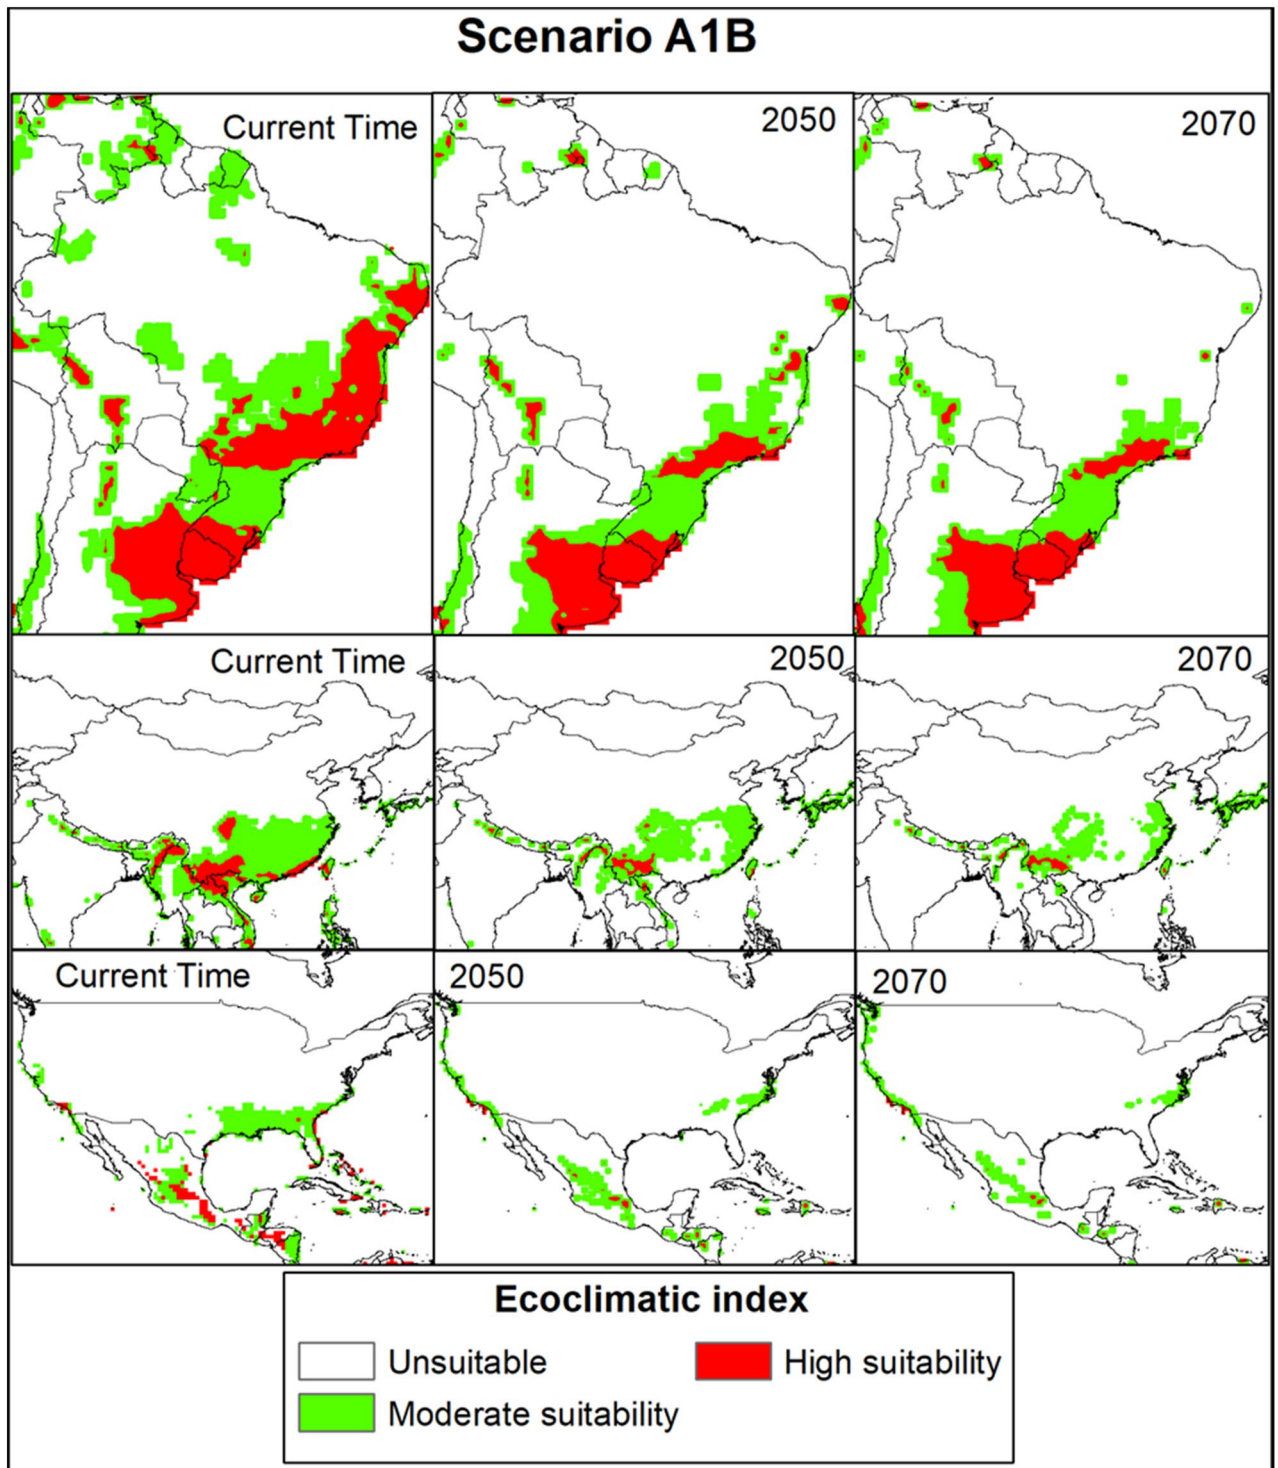 Scenario A1B
Current Time
2050
2070
Current Time
2050
2070
Current Time
2050
2070
Ecoclimatic index
Unsuitable
High suitability
Moderate suitability